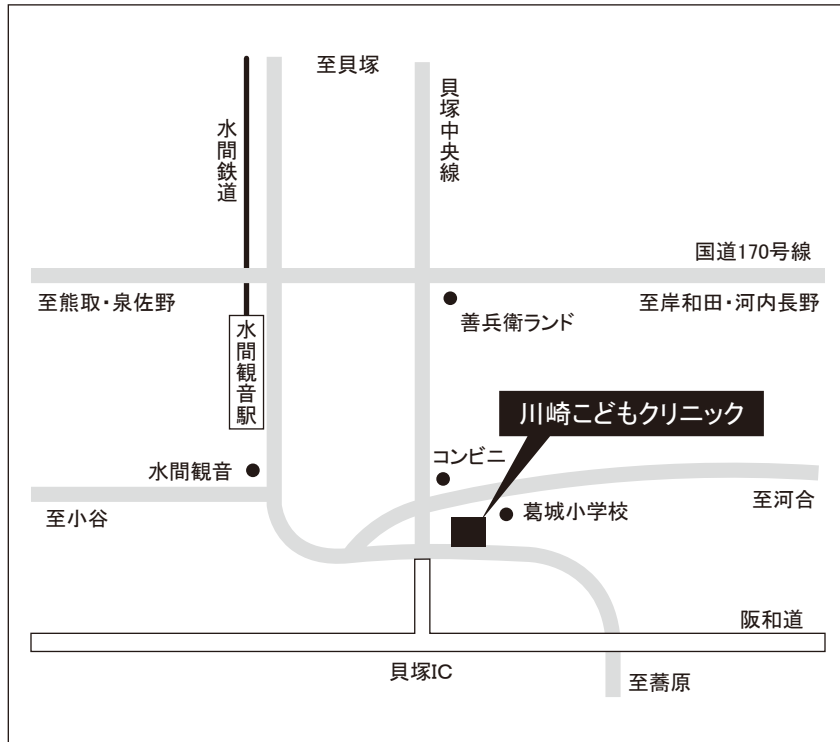 至貝塚
貝塚中央線
水間鉄道
国道170号線
至熊取・泉佐野
至岸和田・河内長野
善兵衛ランド
水間観音駅
川崎こどもクリニック
コンビニ
水間観音
至河合
葛城小学校
至小谷
阪和道
貝塚IC
至蕎原